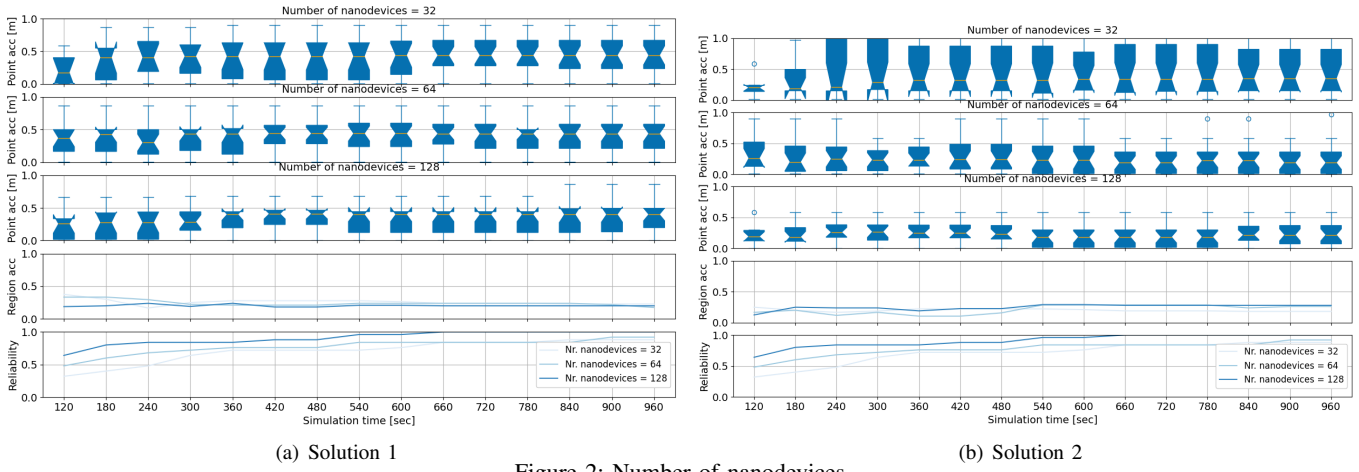 Number of nanodevices = 32
Point acc [m]
1.0
0.5
0.0
Number of nanodevices = 64
Point acc [m]
1.0
0.5
0.0
Number of nanodevices = 128
Point acc [m]
1.0
0.5
0.0
Region acc
1.0
0.5
0.0
Reliability
1.0
0.5
0.0
Nr. nanodevices = 32
Nr. nanodevices = 64
Nr. nanodevices = 128
120 180 240 300 360 420 480 540 600 660 720 780 840 900 960
Simulation time [sec]
(a) Solution 1
Number of nanodevices = 32
Point acc [m]
1.0
0.5
0.0
Number of nanodevices = 64
Point acc [m]
1.0
0.5
0.0
Number of nanodevices = 128
Point acc [m]
1.0
0.5
0.0
Region acc
1.0
0.5
0.0
Reliability
1.0
0.5
0.0
Nr. nanodevices = 32
Nr. nanodevices = 64
Nr. nanodevices = 128
120 180 240 300 360 420 480 540 600 660 720 780 840 900 960
Simulation time [sec]
(b) Solution 2
Figure 2: Number of nanodevices